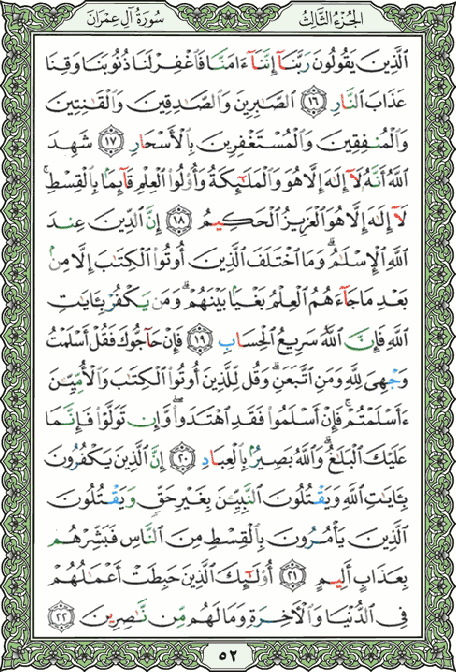 سُورَةُ آلِ عِمْرَانَ الجُزْءُ الثَّالِثُ
ٱلَّذِينَ يَقُولُونَ رَبَّنَآ إِنَّنَآ ءَامَنَّا فَٱغْفِرْ لَنَا ذُنُوبَنَا وَقِنَا
عَذَابَ ٱلنَّارِ ١٦ ٱلصَّٰبِرِينَ وَٱلصَّٰدِقِينَ وَٱلْقَٰنِتِينَ
وَٱلْمُنفِقِينَ وَٱلْمُسْتَغْفِرِينَ بِٱلْأَسْحَارِ ١٧ شَهِدَ
ٱللَّهُ أَنَّهُۥ لَآ إِلَٰهَ إِلَّا هُوَ وَٱلْمَلَٰٓئِكَةُ وَأُو۟لُوا۟ ٱلْعِلْمِ قَآئِمًۢا بِٱلْقِسْطِۚ
لَآ إِلَٰهَ إِلَّا هُوَ ٱلْعَزِيزُ ٱلْحَكِيمُ ١٨ إِنَّ ٱلدِّينَ عِندَ
ٱللَّهِ ٱلْإِسْلَٰمُۗ وَمَا ٱخْتَلَفَ ٱلَّذِينَ أُوتُوا۟ ٱلْكِتَٰبَ إِلَّا مِنۢ
بَعْدِ مَا جَآءَهُمُ ٱلْعِلْمُ بَغْيًۢا بَيْنَهُمْۗ وَمَن يَكْفُرْ بِـَٔايَٰتِ
ٱللَّهِ فَإِنَّ ٱللَّهَ سَرِيعُ ٱلْحِسَابِ ١٩ فَإِنْ حَآجُّوكَ فَقُلْ أَسْلَمْتُ
وَجْهِىَ لِلَّهِ وَمَنِ ٱتَّبَعَنِۗ وَقُل لِّلَّذِينَ أُوتُوا۟ ٱلْكِتَٰبَ وَٱلْأُمِّيِّـۧنَ
ءَأَسْلَمْتُمْۚ فَإِنْ أَسْلَمُوا۟ فَقَدِ ٱهْتَدَوا۟ۖ وَّإِن تَوَلَّوْا۟ فَإِنَّمَا
عَلَيْكَ ٱلْبَلَٰغُۗ وَٱللَّهُ بَصِيرٌۢ بِٱلْعِبَادِ ٢٠ إِنَّ ٱلَّذِينَ يَكْفُرُونَ
بِـَٔايَٰتِ ٱللَّهِ وَيَقْتُلُونَ ٱلنَّبِيِّـۧنَ بِغَيْرِ حَقٍّ وَيَقْتُلُونَ
ٱلَّذِينَ يَأْمُرُونَ بِٱلْقِسْطِ مِنَ ٱلنَّاسِ فَبَشِّرْهُم
بِعَذَابٍ أَلِيمٍ ٢١ أُو۟لَٰٓئِكَ ٱلَّذِينَ حَبِطَتْ أَعْمَٰلُهُمْ
فِى ٱلدُّنْيَا وَٱلْءَاخِرَةِ وَمَا لَهُم مِّن نَّٰصِرِينَ ٢٢
٥٢